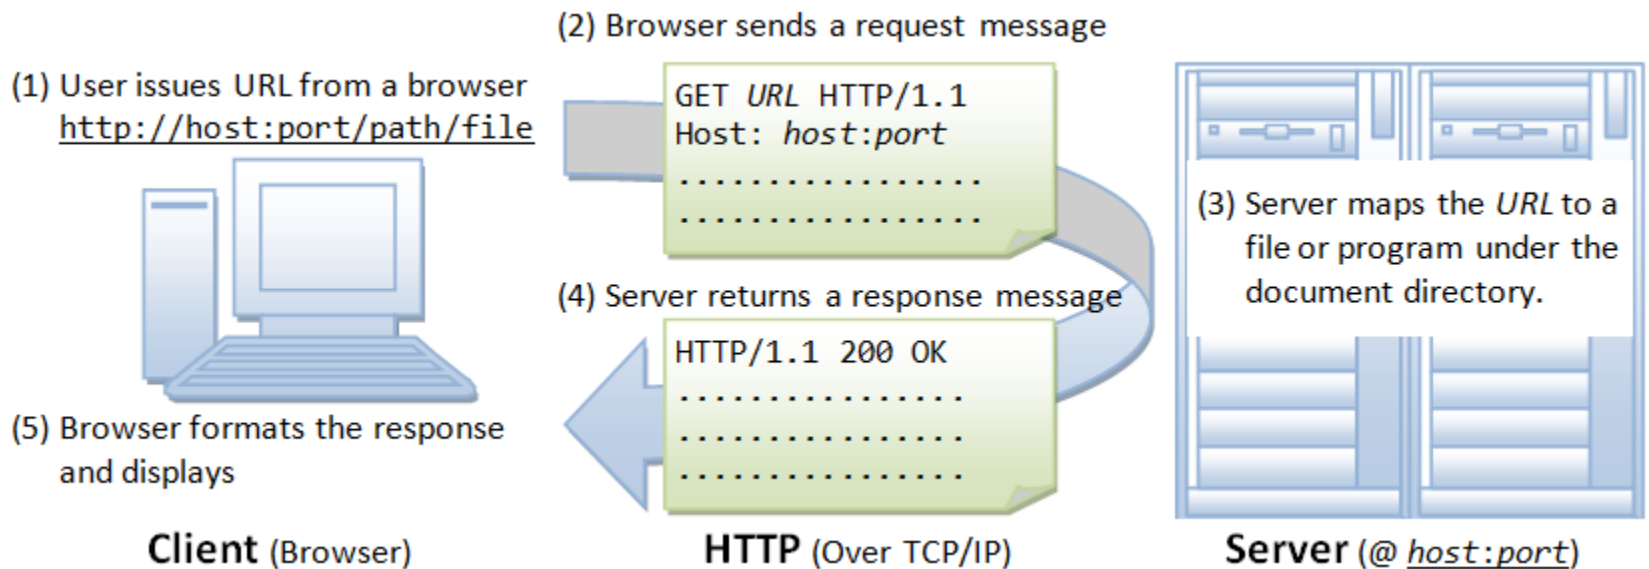 (1) User issues URL from a browser
http://host:port/path/file
(2) Browser sends a request message
GET URL HTTP/1.1
Host: host:port
..................
..................
(3) Server maps the URL to a
file or program under the
document directory.
(4) Server returns a response message
HTTP/1.1 200 OK
................
................
................
(5) Browser formats the response
and displays
Client (Browser)
HTTP (Over TCP/IP)
Server (@ host:port)